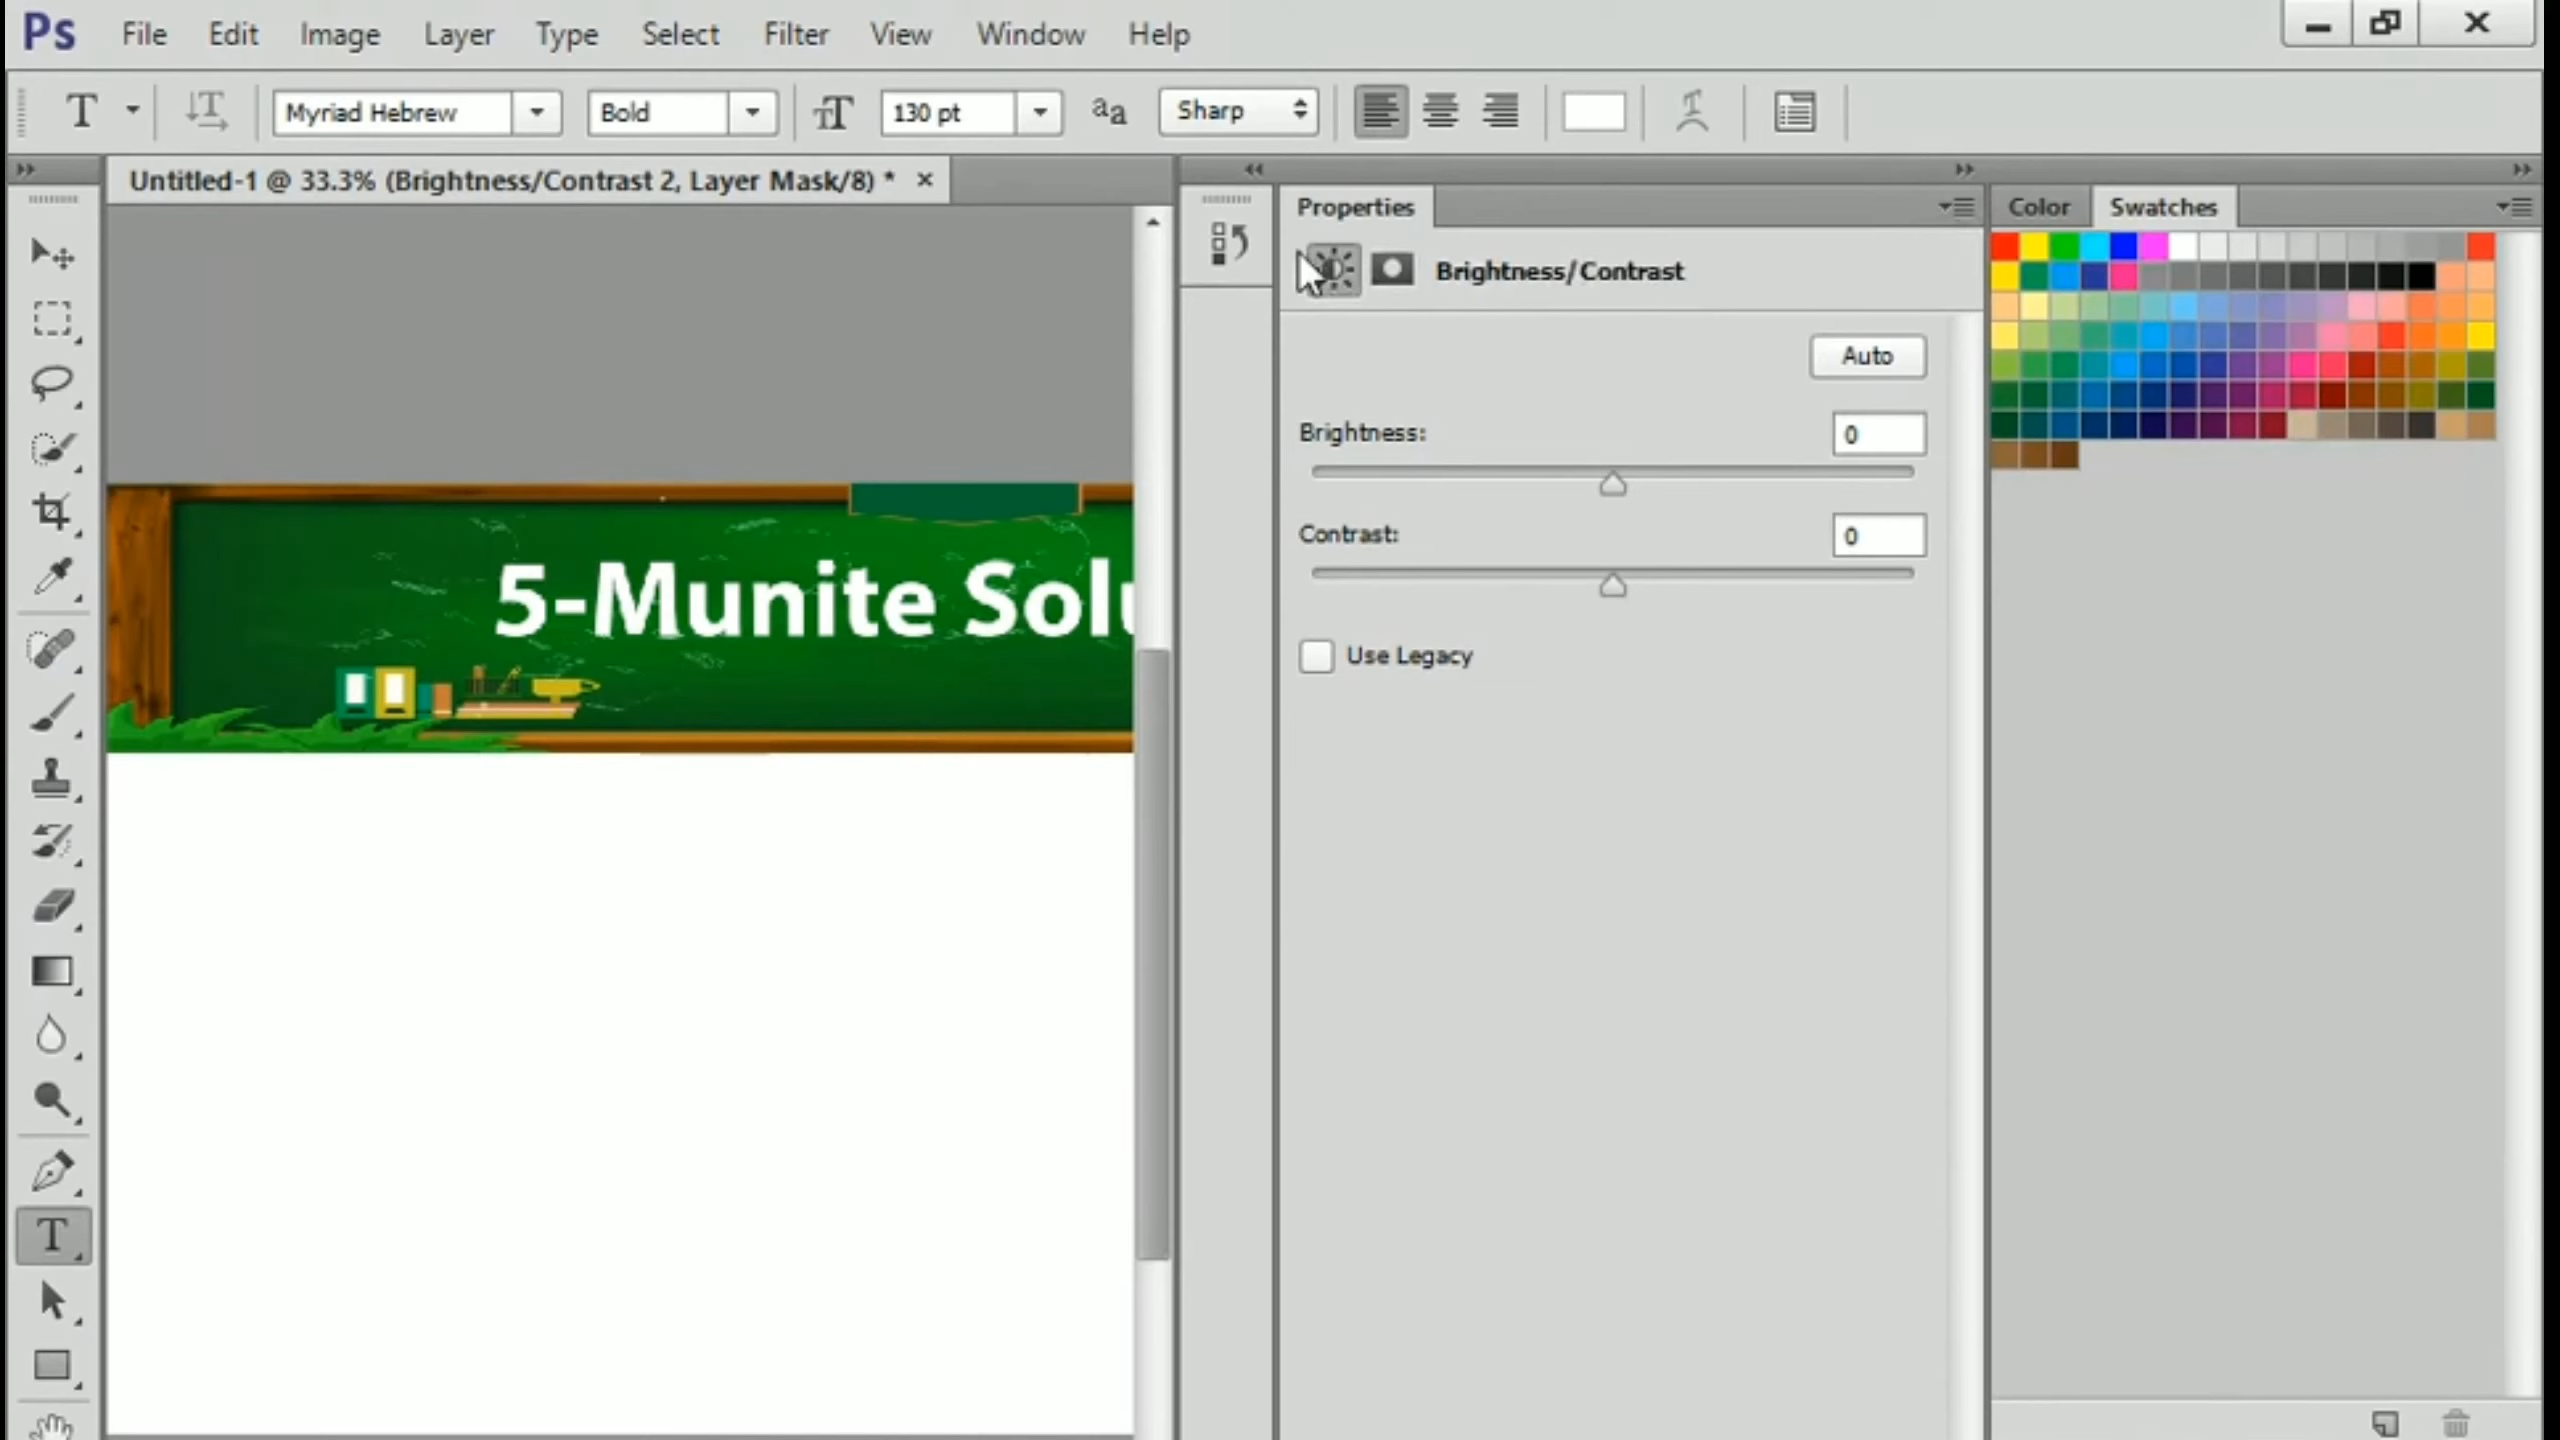 Ps File Edit Image Layer Type Select Filter View Window Help
T Myriad Hebrew Bold 130 pt aa Sharp
Untitled-1 @ 33.3% (Brightness/Contrast 2, Layer Mask/8) * ×
Properties
Color Swatches
Brightness/Contrast
Auto
Brightness: 0
Contrast: 0
Use Legacy
5-Munite Solu
T